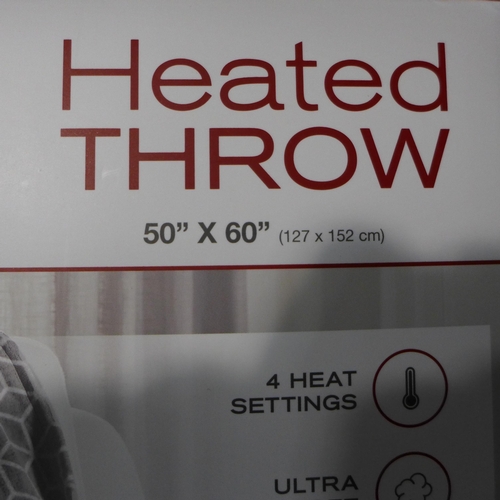 Heated
THROW
50” X 60” (127 x 152 cm)
4 HEAT
SETTINGS
ULTRA